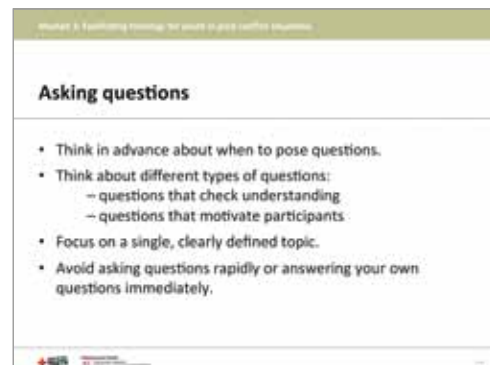 Asking questions
• Think in advance about when to pose questions.
• Think about different types of questions:
– questions that check understanding
– questions that motivate participants
• Focus on a single, clearly defined topic.
• Avoid asking questions rapidly or answering your own
questions immediately.